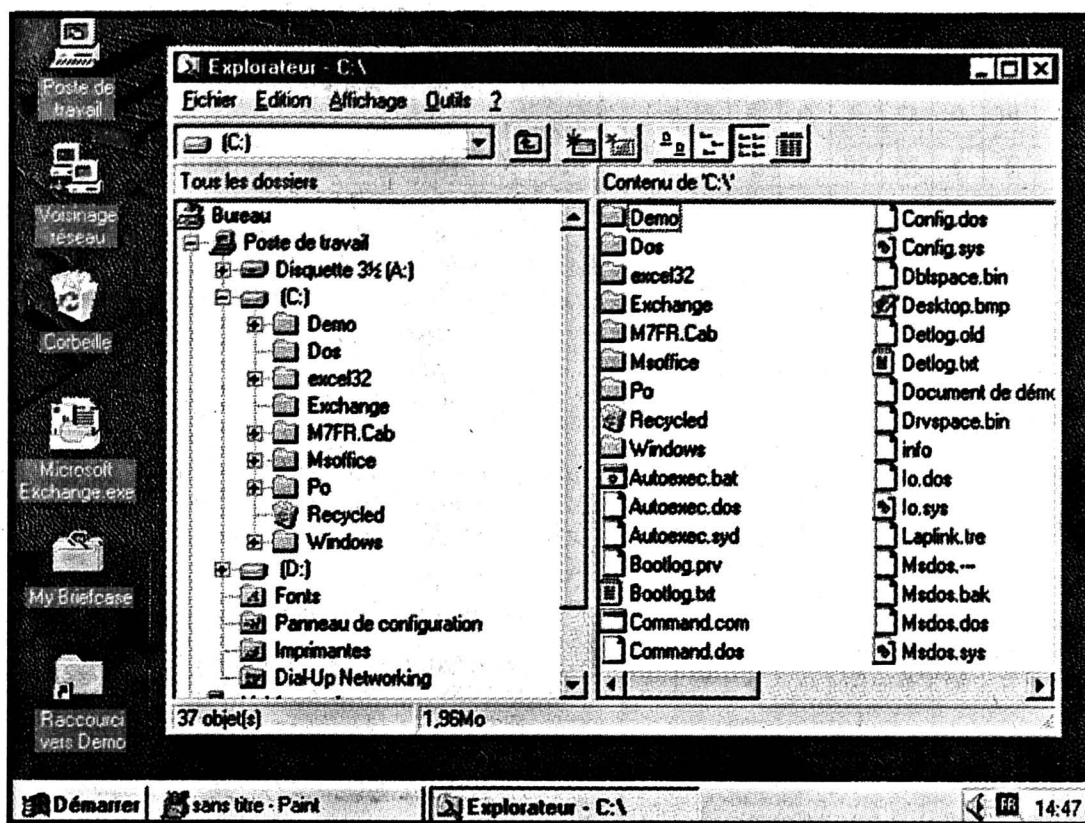 Poste de
travail
Voisinage
réseau
Corbeille
Microsoft
Exchange.exe
My Briefcase
Raccourci
vers Demo
Explorateur - C:\
Fichier Edition Affichage Outils ?
(C:)
Tous les dossiers
Bureau
Poste de travail
Disquette 3½ (A:)
(C:)
Demo
Dos
excel32
Exchange
M7FR.Cab
Msoffice
Po
Recycled
Windows
(D:)
Fonts
Panneau de configuration
Imprimantes
Dial-Up Networking
Contenu de 'C:\'
Demo
Dos
excel32
Exchange
M7FR.Cab
Msoffice
Po
Recycled
Windows
Autoexec.bat
Autoexec.dos
Autoexec.syd
Bootlog.prv
Bootlog.txt
Command.com
Command.dos
Config.dos
Config.sys
Dblspace.bin
Desktop.bmp
Detlog.old
Detlog.txt
Document de démo
Drvspace.bin
info
Io.dos
Io.sys
Laplink.tre
Msdos.---
Msdos.bak
Msdos.dos
Msdos.sys
37 objet(s) 1,96Mo
Démarrer sans titre - Paint Explorateur - C:\ FR 14:47